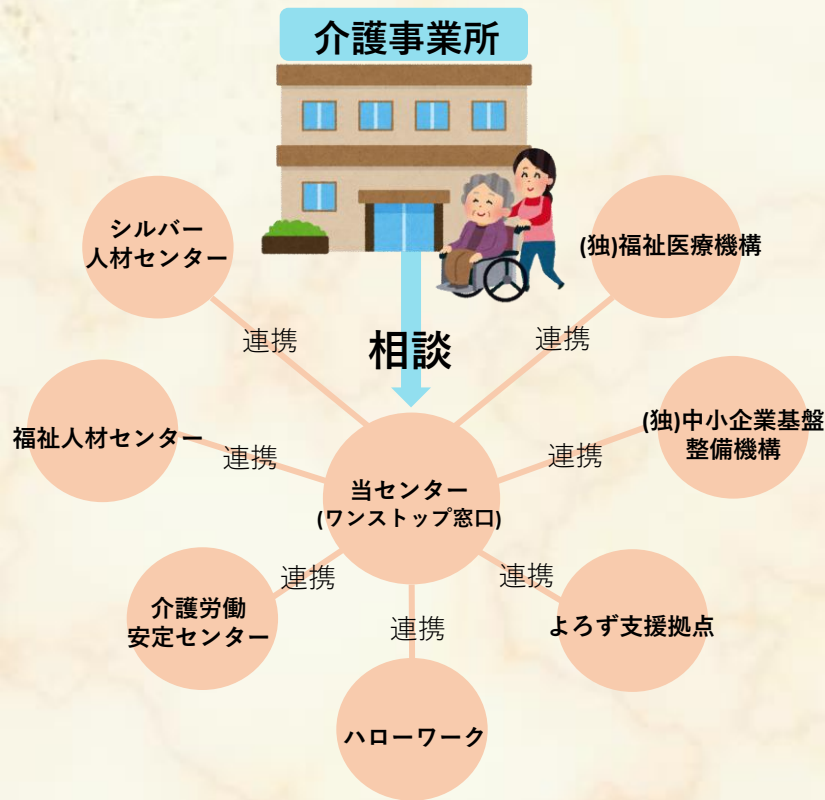 介護事業所
シルバー
人材センター
(独)福祉医療機構
連携
相談
連携
福祉人材センター
連携
当センター
(ワンストップ窓口)
連携
(独)中小企業基盤
整備機構
介護労働
安定センター
連携
連携
よろず支援拠点
連携
ハローワーク